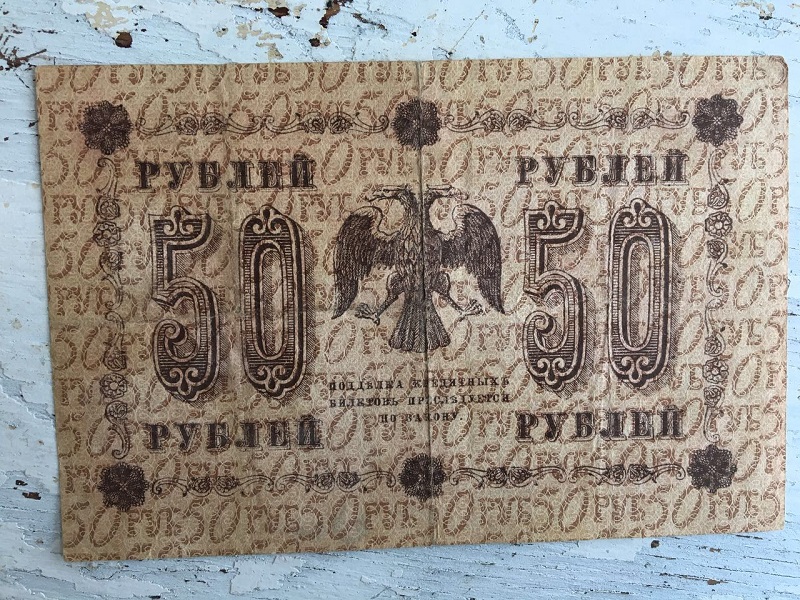 РУБЛЕЙ
РУБЛЕЙ
50
50
ПОДДѢЛКА КРЕДИТНЫХЪ
БИЛЕТОВЪ ПРЕСЛѢДУЕТСЯ
ПО ЗАКОНУ.
РУБЛЕЙ
РУБЛЕЙ